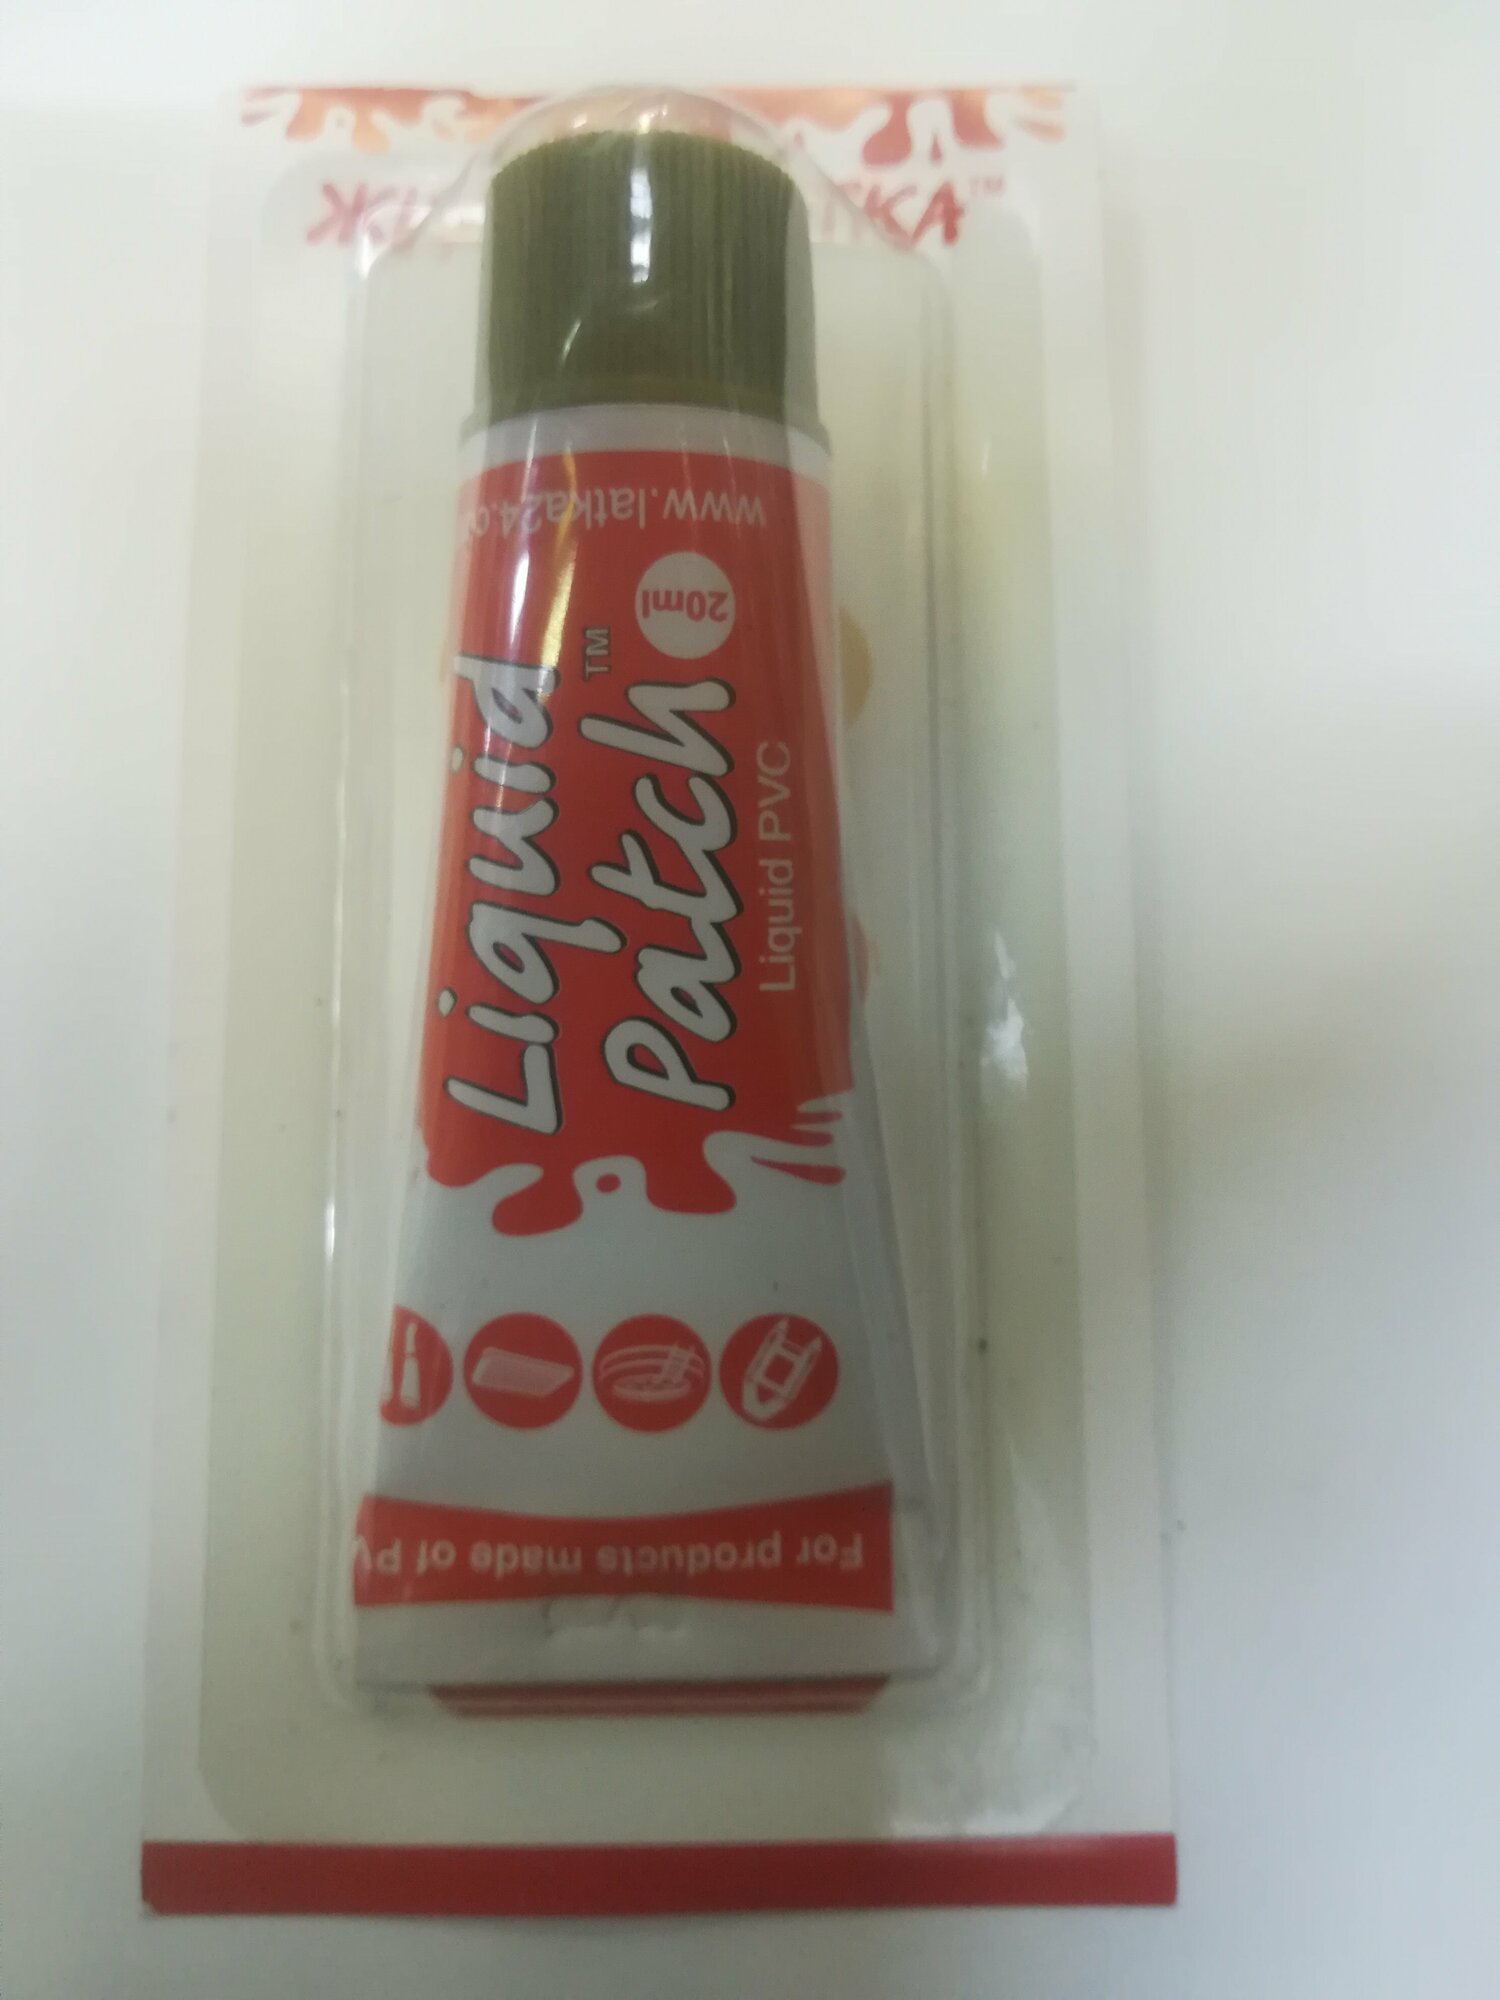 www.latka24.
20ml
Liquid
Patch™
Liquid PVC
For products made of